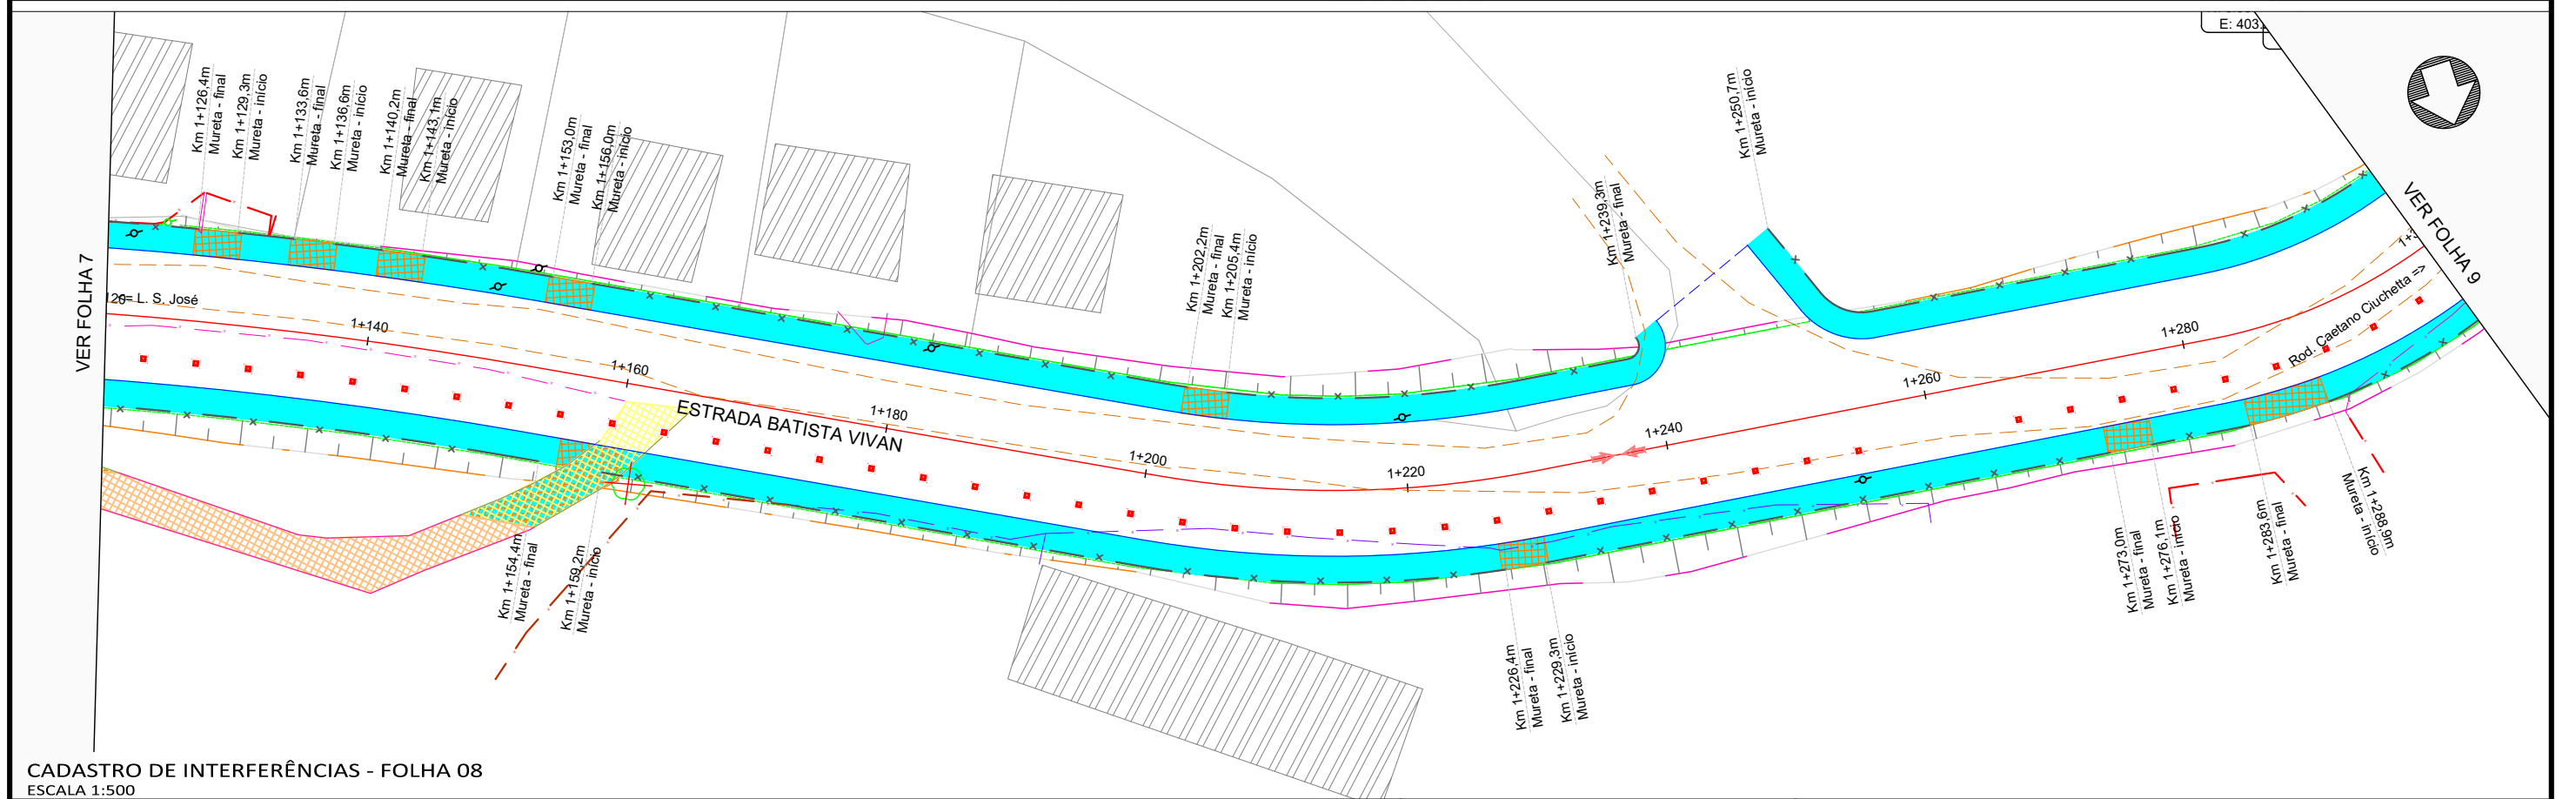 E: 403.
VER FOLHA 7
Km 1+126,4m
Mureta - final
Km 1+129,3m
Mureta - início
Km 1+133,6m
Mureta - final
Km 1+136,6m
Mureta - início
Km 1+140,2m
Mureta - final
Km 1+143,1m
Mureta - início
Km 1+153,0m
Mureta - final
Km 1+156,0m
Mureta - início
Km 1+202,2m
Mureta - final
Km 1+205,4m
Mureta - início
Km 1+239,3m
Mureta - final
Km 1+250,7m
Mureta - início
VER FOLHA 9
= L. S. José
1+140
1+160
1+180
1+200
1+220
1+240
1+260
1+280
ESTRADA BATISTA VIVAN
Rod. Caetano Ciuchetta =>
Km 1+154,4m
Mureta - final
Km 1+159,2m
Mureta - início
Km 1+226,4m
Mureta - final
Km 1+229,3m
Mureta - início
Km 1+273,0m
Mureta - final
Km 1+276,1m
Mureta - início
Km 1+283,6m
Mureta - final
Km 1+288,9m
Mureta - início
CADASTRO DE INTERFERÊNCIAS - FOLHA 08
ESCALA 1:500